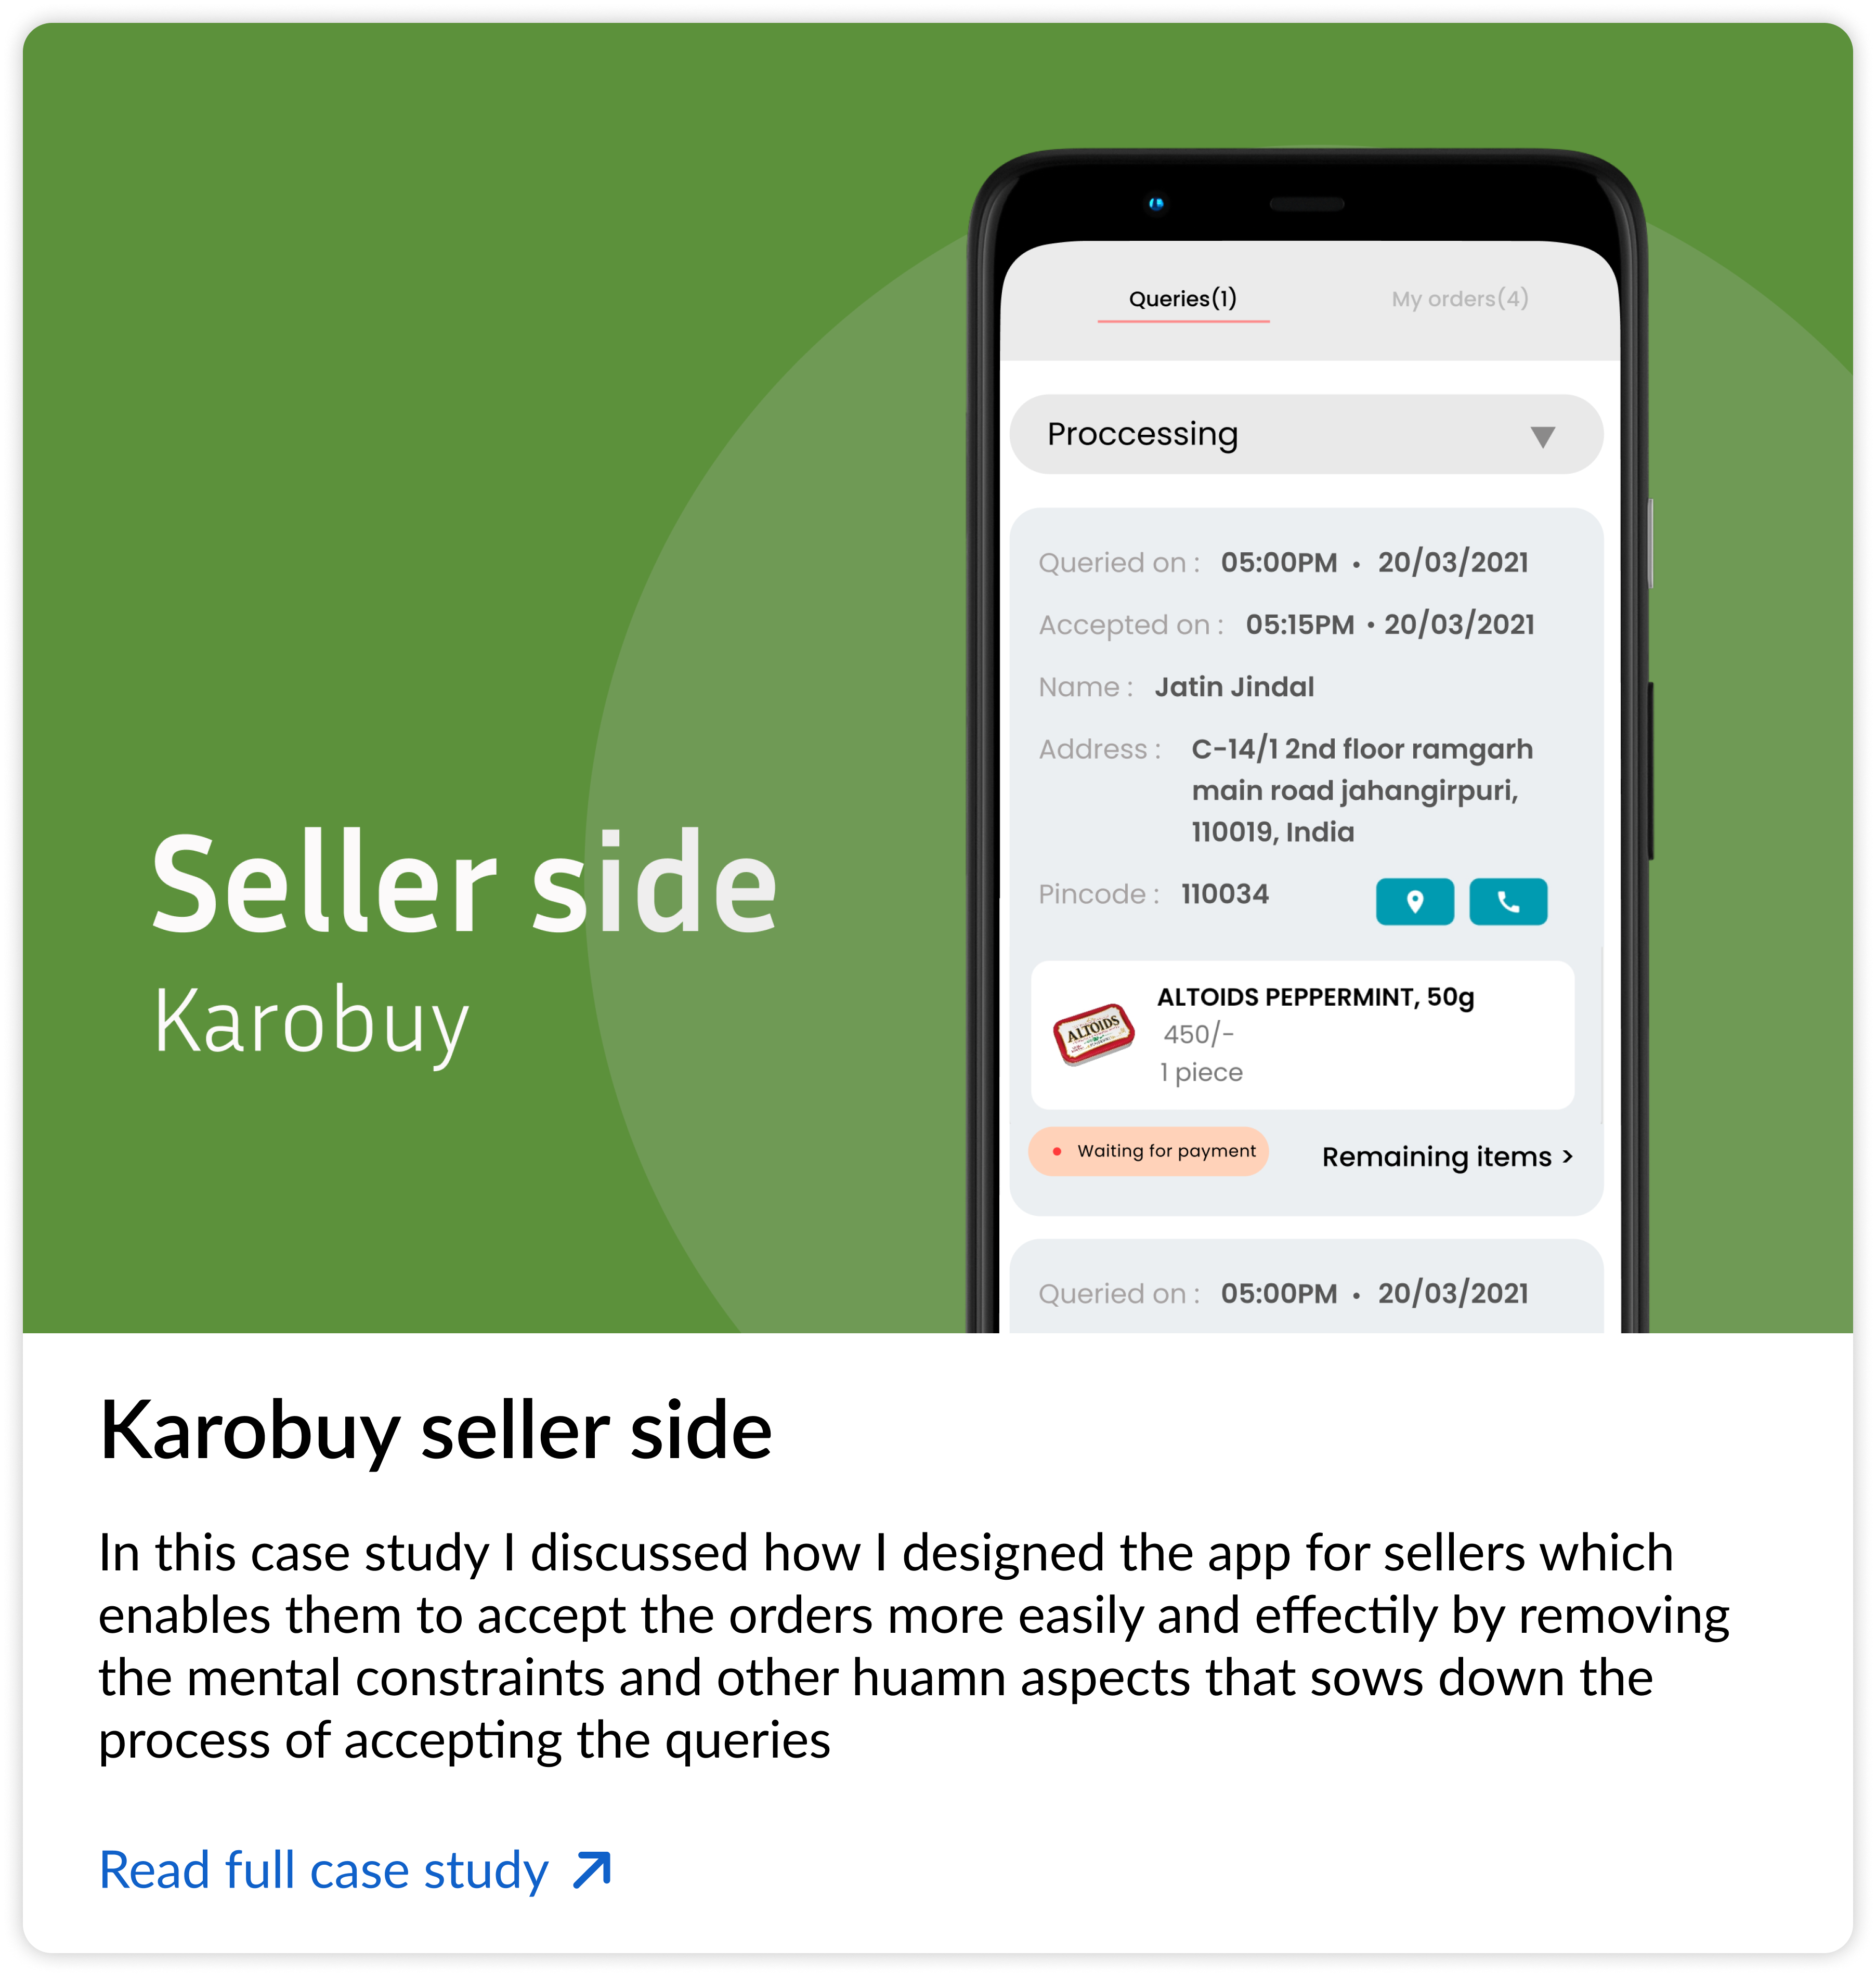 Queries(1) My orders(4)
Proccessing
Queried on : 05:00PM • 20/03/2021
Accepted on : 05:15PM • 20/03/2021
Name : Jatin Jindal
Address : C-14/1 2nd floor ramgarh
main road jahangirpuri,
110019, India
Pincode : 110034
ALTOIDS
ALTOIDS PEPPERMINT, 50g
450/-
1 piece
Waiting for payment Remaining items >
Queried on : 05:00PM • 20/03/2021
Seller side
Karobuy
Karobuy seller side
In this case study I discussed how I designed the app for sellers which
enables them to accept the orders more easily and effectily by removing
the mental constraints and other huamn aspects that sows down the
process of accepting the queries
Read full case study